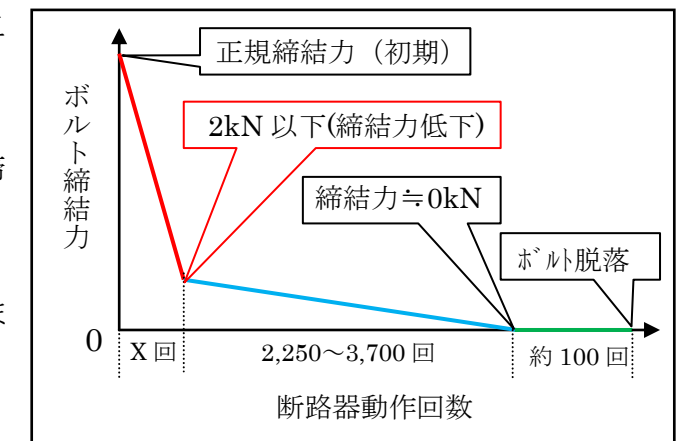 正規締結力（初期）
2kN 以下(締結力低下)
ボルト締結力
締結力≒0kN
ﾎﾞﾙﾄ脱落
0
X 回
2,250～3,700 回
約 100 回
断路器動作回数